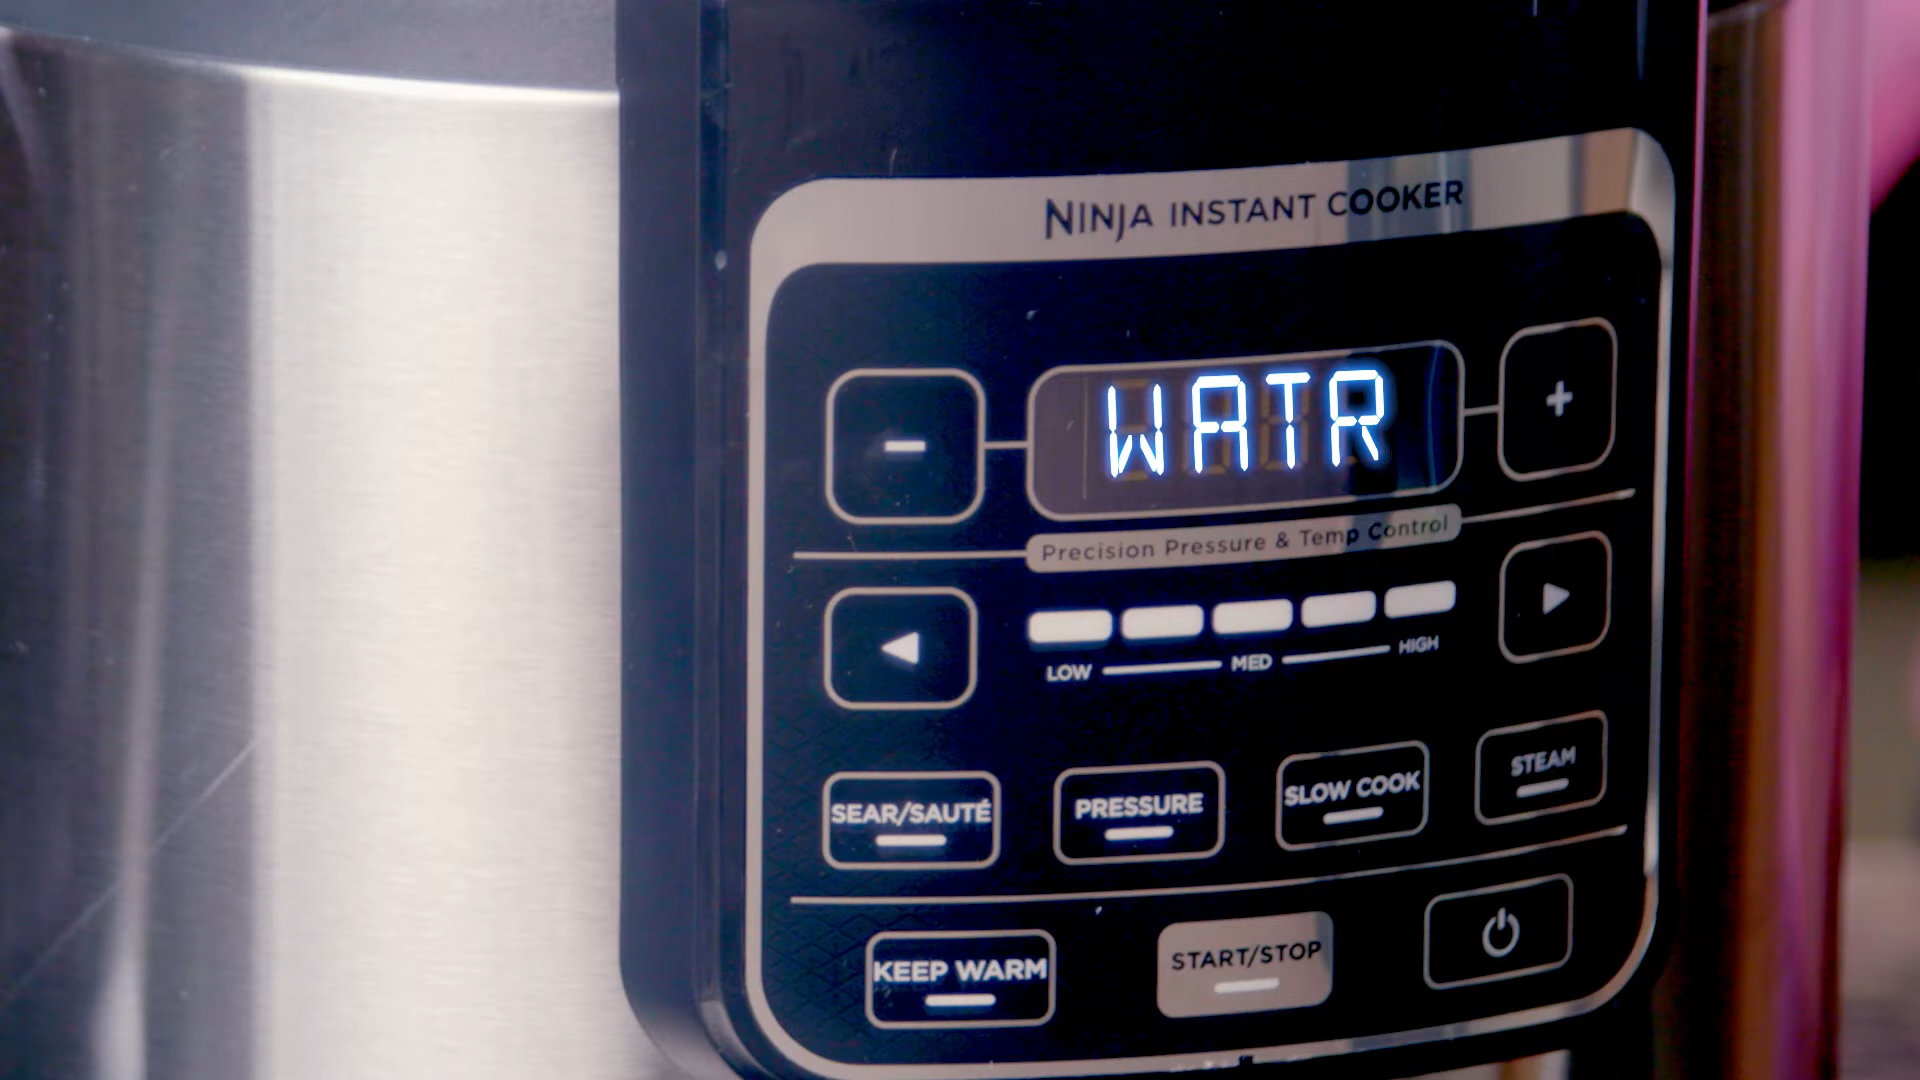 NINJA INSTANT COOKER
WATR
Precision Pressure & Temp Control
LOW MED HIGH
SEAR/SAUTÉ PRESSURE SLOW COOK STEAM
KEEP WARM START/STOP